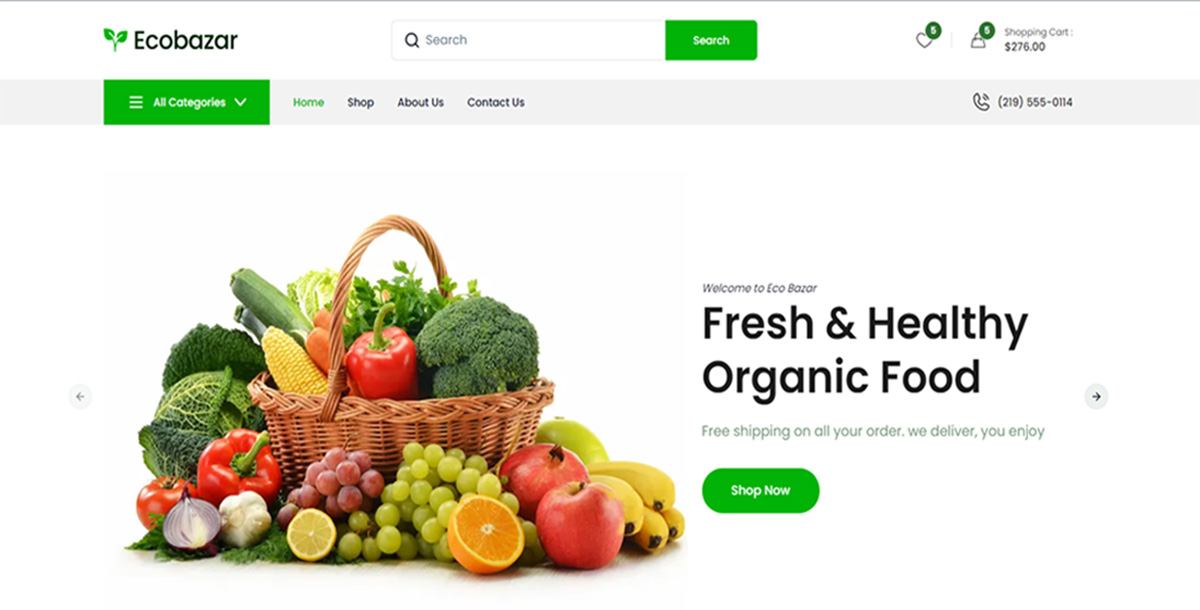 Ecobazar
Search
Search
5
5
Shopping Cart :
$276.00
All Categories
Home
Shop
About Us
Contact Us
(219) 555-0114
Welcome to Eco Bazar
Fresh & Healthy
Organic Food
Free shipping on all your order. we deliver, you enjoy
Shop Now